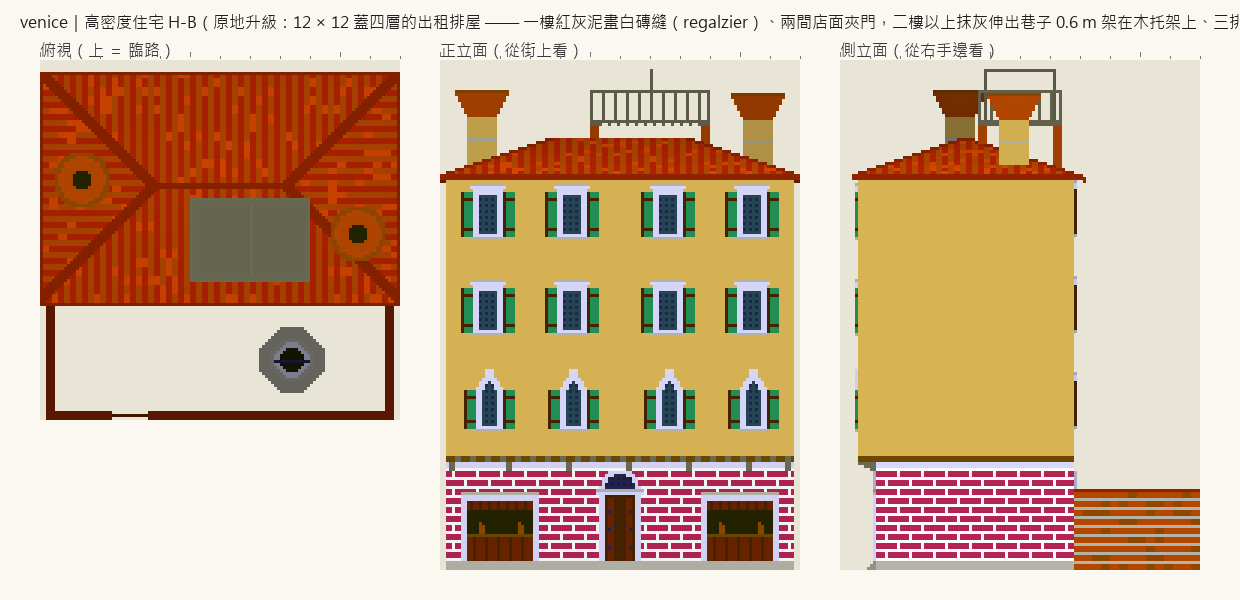 venice｜高密度住宅 H-B（原地升級：12 × 12 蓋四層的出租排屋 —— 一樓紅灰泥畫白磚縫（regalzier）、兩間店面夾門，二樓以上抹灰伸出巷子 0.6 m 架在木托架上、三排
俯視（上 = 臨路）
正立面（從街上看）
側立面（從右手邊看）